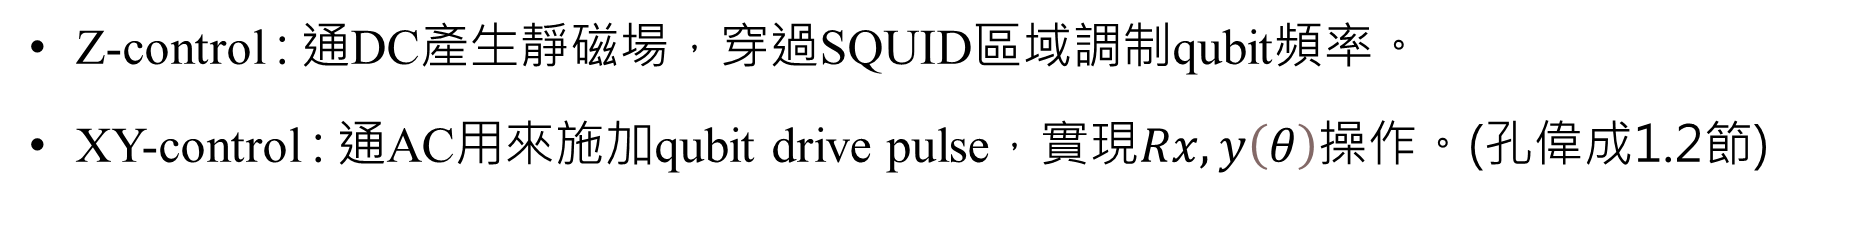 • Z-control : 通DC產生靜磁場，穿過SQUID區域調制qubit頻率。
• XY-control : 通AC用來施加qubit drive pulse，實現Rx, y(θ)操作。(孔偉成1.2節)